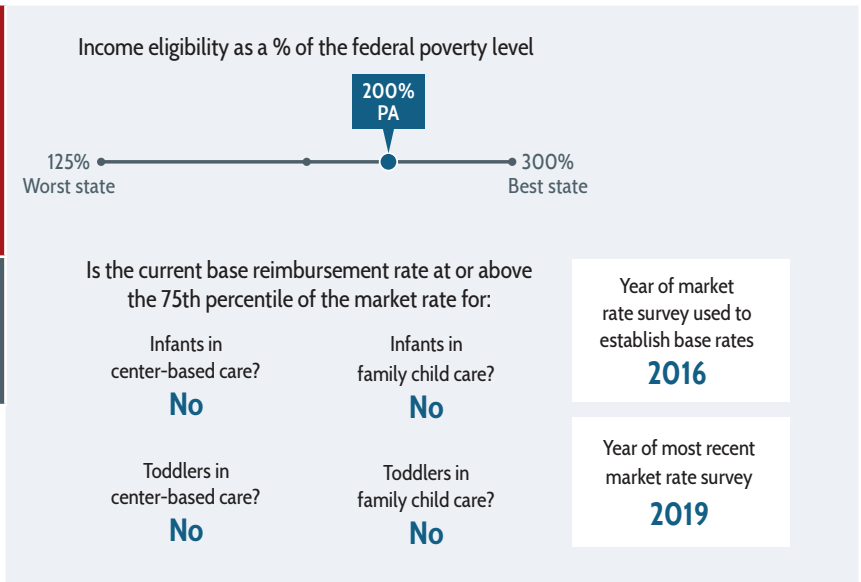 Income eligibility as a % of the federal poverty level
200%
PA
125%
Worst state
300%
Best state
Is the current base reimbursement rate at or above
the 75th percentile of the market rate for:
Infants in
center-based care?
No
Infants in
family child care?
No
Toddlers in
center-based care?
No
Toddlers in
family child care?
No
Year of market
rate survey used to
establish base rates
2016
Year of most recent
market rate survey
2019